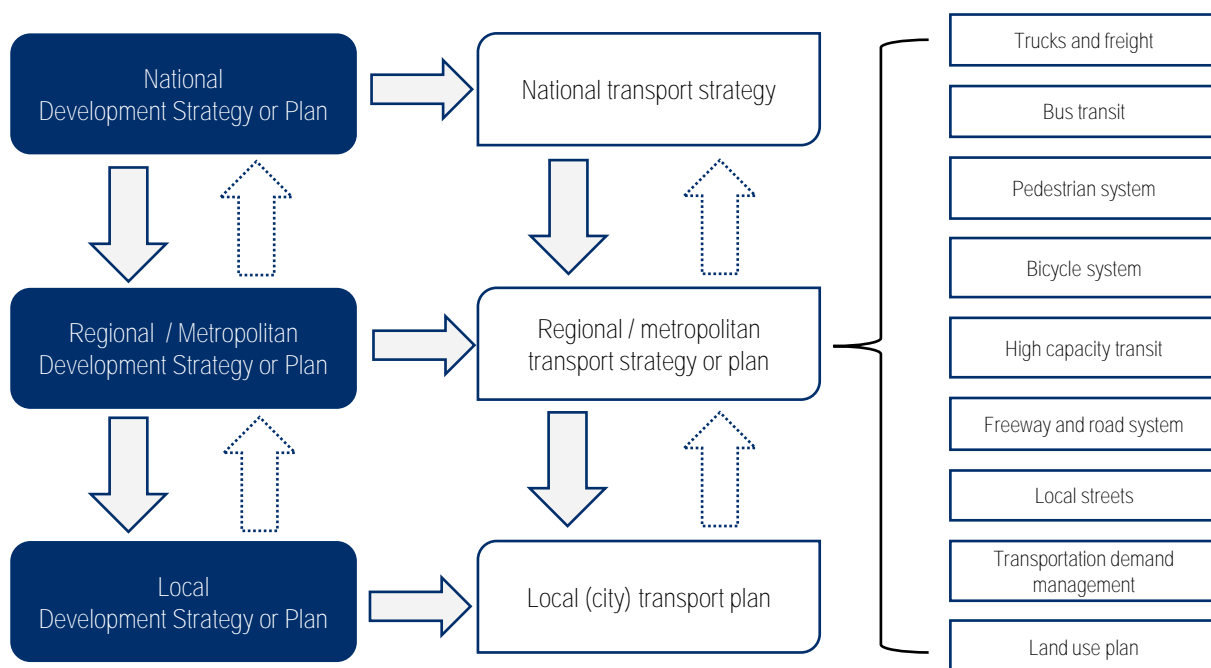 National
Development Strategy or Plan
National transport strategy
Regional / Metropolitan
Development Strategy or Plan
Regional / metropolitan
transport strategy or plan
Local
Development Strategy or Plan
Local (city) transport plan
Trucks and freight
Bus transit
Pedestrian system
Bicycle system
High capacity transit
Freeway and road system
Local streets
Transportation demand
management
Land use plan